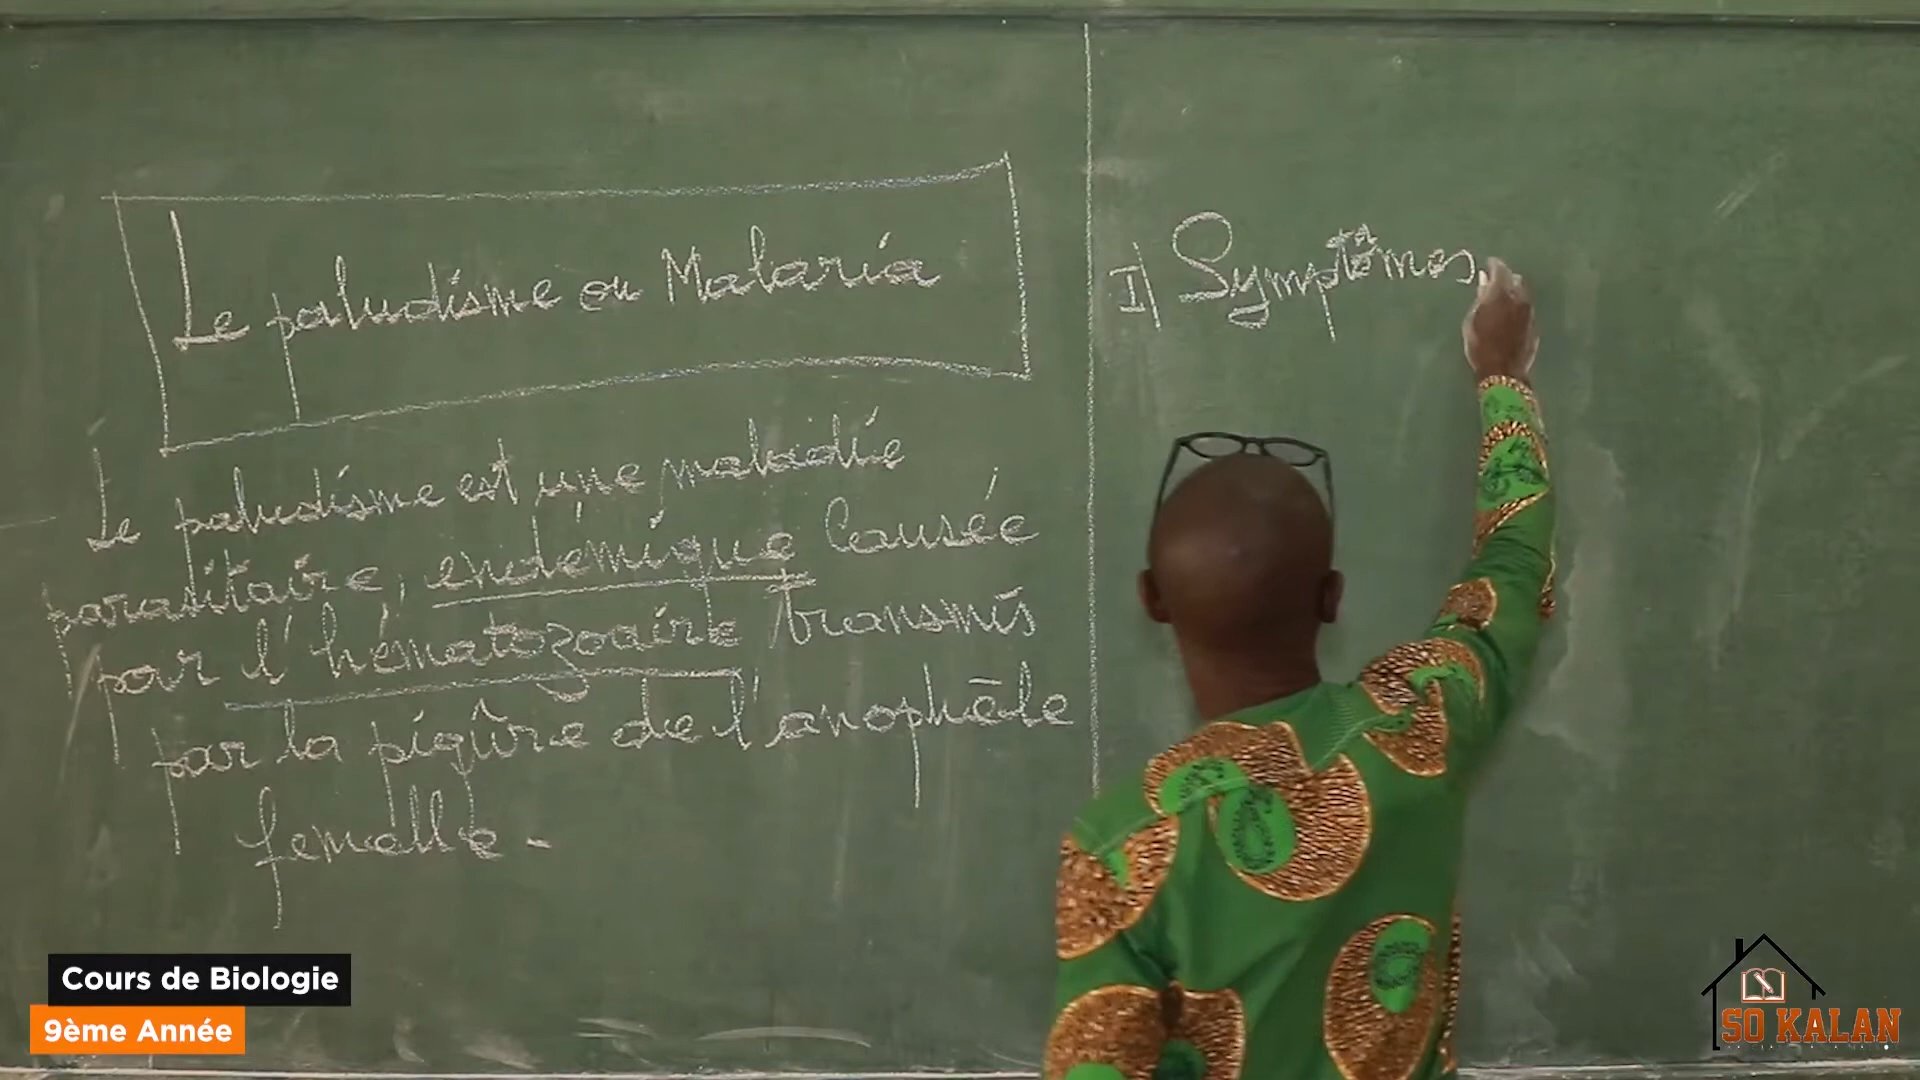 Le paludisme ou Malaria
Le paludisme est une maladie
parasitaire, endémique Causée
par l'hématozoaire transmis
par la piqûre de l'anophèle
femelle -
I) Symptômes
Cours de Biologie
9ème Année
SO KALAN